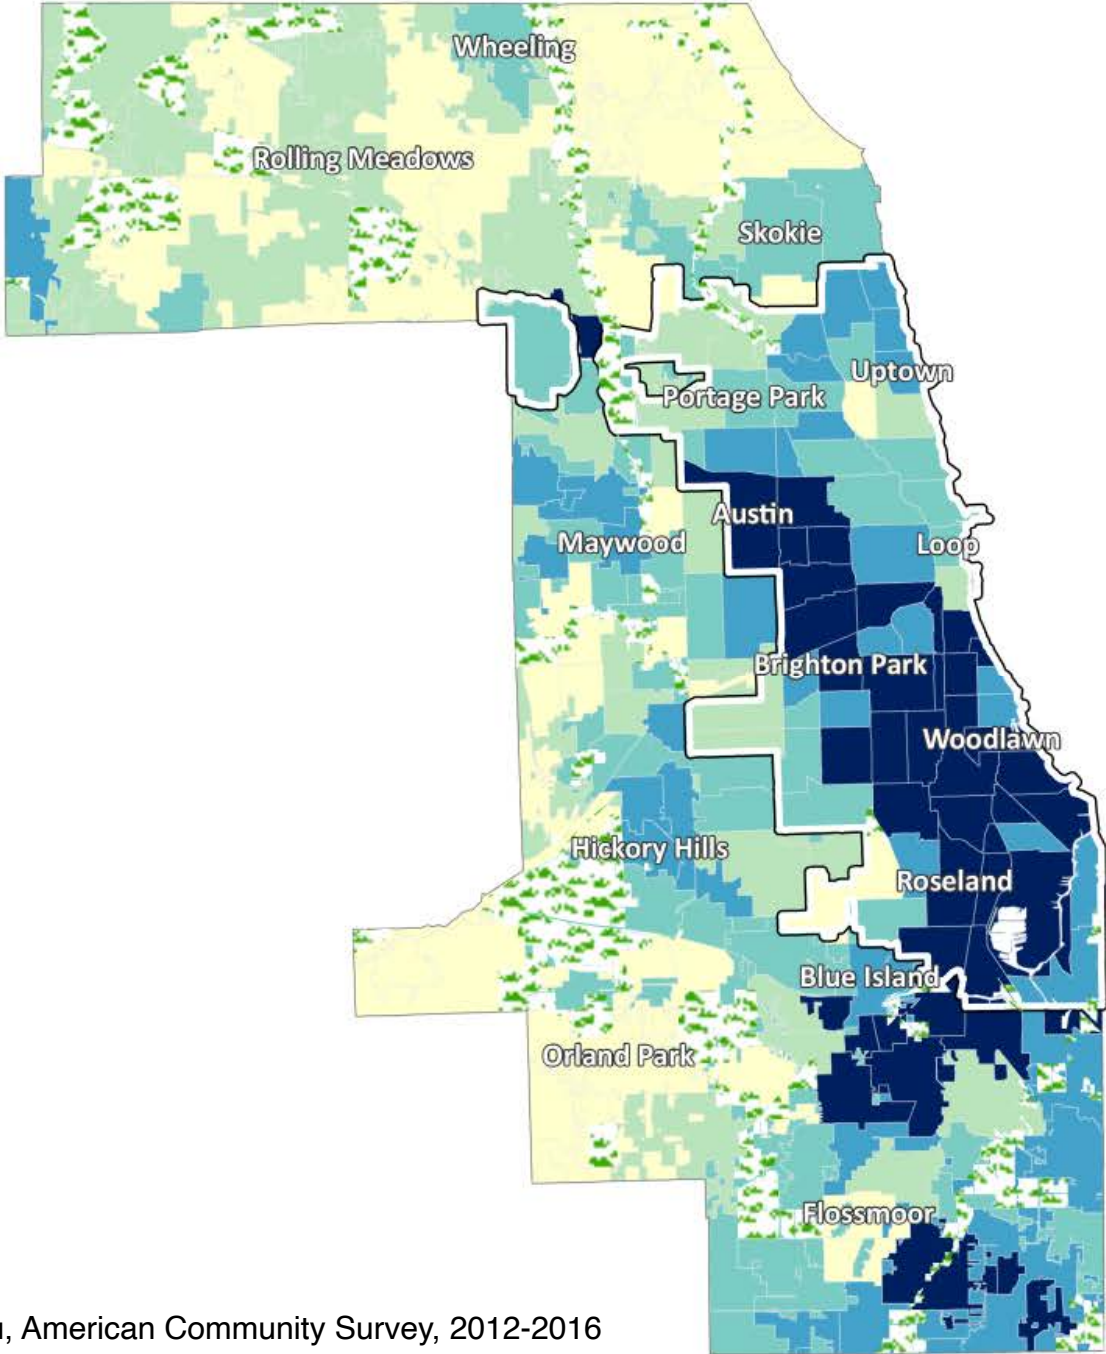 Wheeling
Rolling Meadows
Skokie
Uptown
Portage Park
Austin
Maywood
Loop
Brighton Park
Woodlawn
Hickory Hills
Roseland
Blue Island
Orland Park
Flossmoor
, American Community Survey, 2012-2016